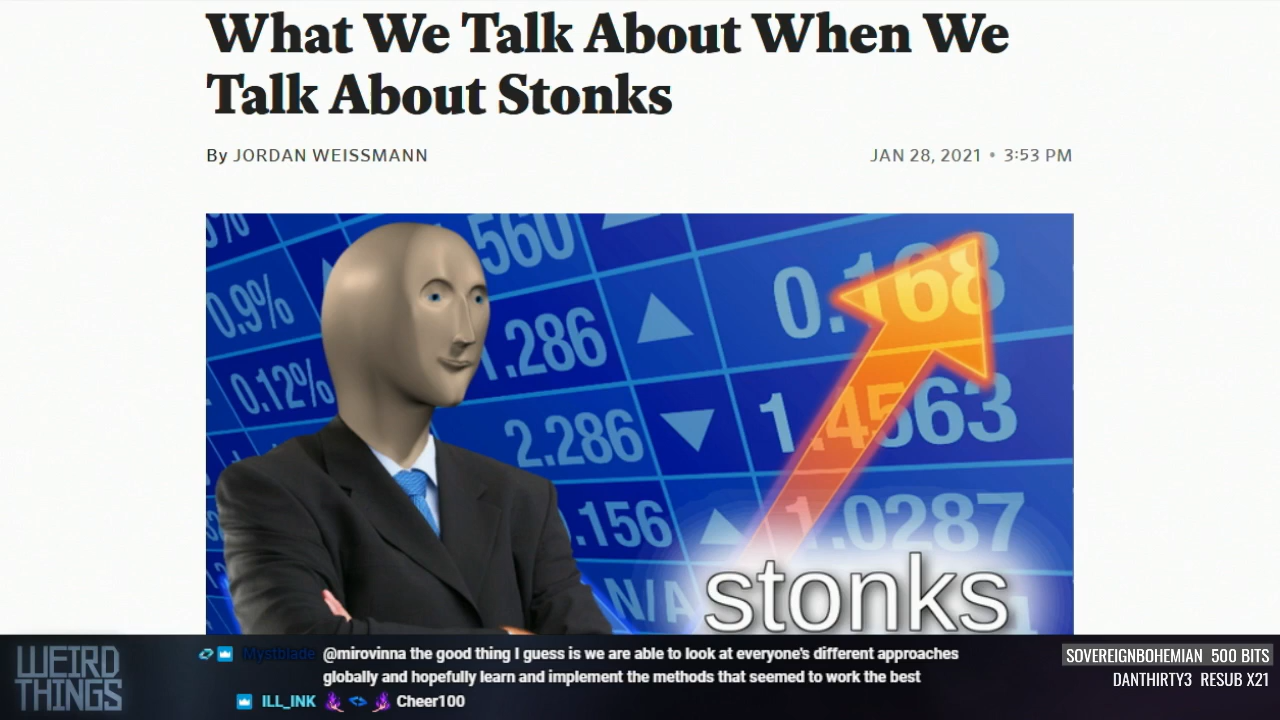 What We Talk About When We
Talk About Stonks
By JORDAN WEISSMANN
JAN 28, 2021 • 3:53 PM
560
0.168
0.9%
1.286
0.12%
1.4563
2.286
.156
1.0287
N/A
stonks
WEIRD
THINGS
Mystblade @mirovinna the good thing I guess is we are able to look at everyone's different approaches
globally and hopefully learn and implement the methods that seemed to work the best
ILL_INK Cheer100
SOVEREIGNBOHEMIAN 500 BITS
DANTHIRTY3 RESUB X21